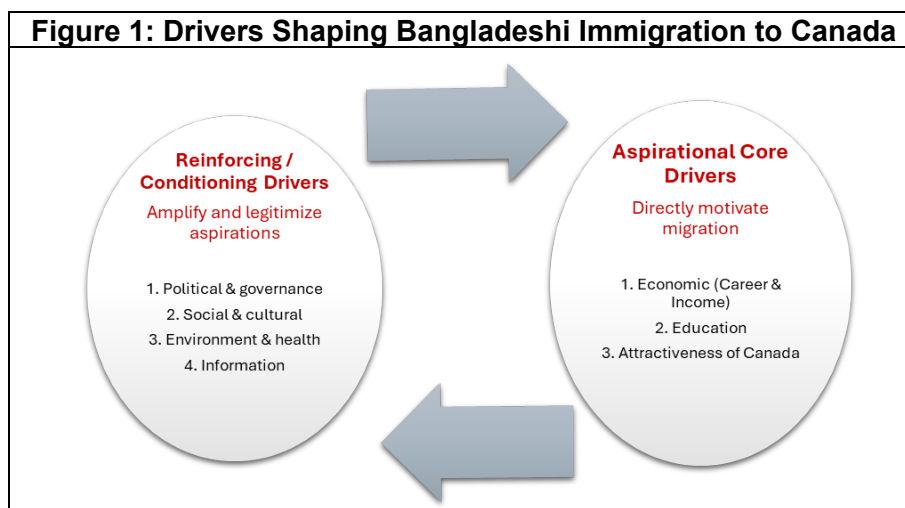 Figure 1: Drivers Shaping Bangladeshi Immigration to Canada
Reinforcing /
Conditioning Drivers
Amplify and legitimize
aspirations
1. Political & governance
2. Social & cultural
3. Environment & health
4. Information
Aspirational Core
Drivers
Directly motivate
migration
1. Economic (Career &
Income)
2. Education
3. Attractiveness of Canada